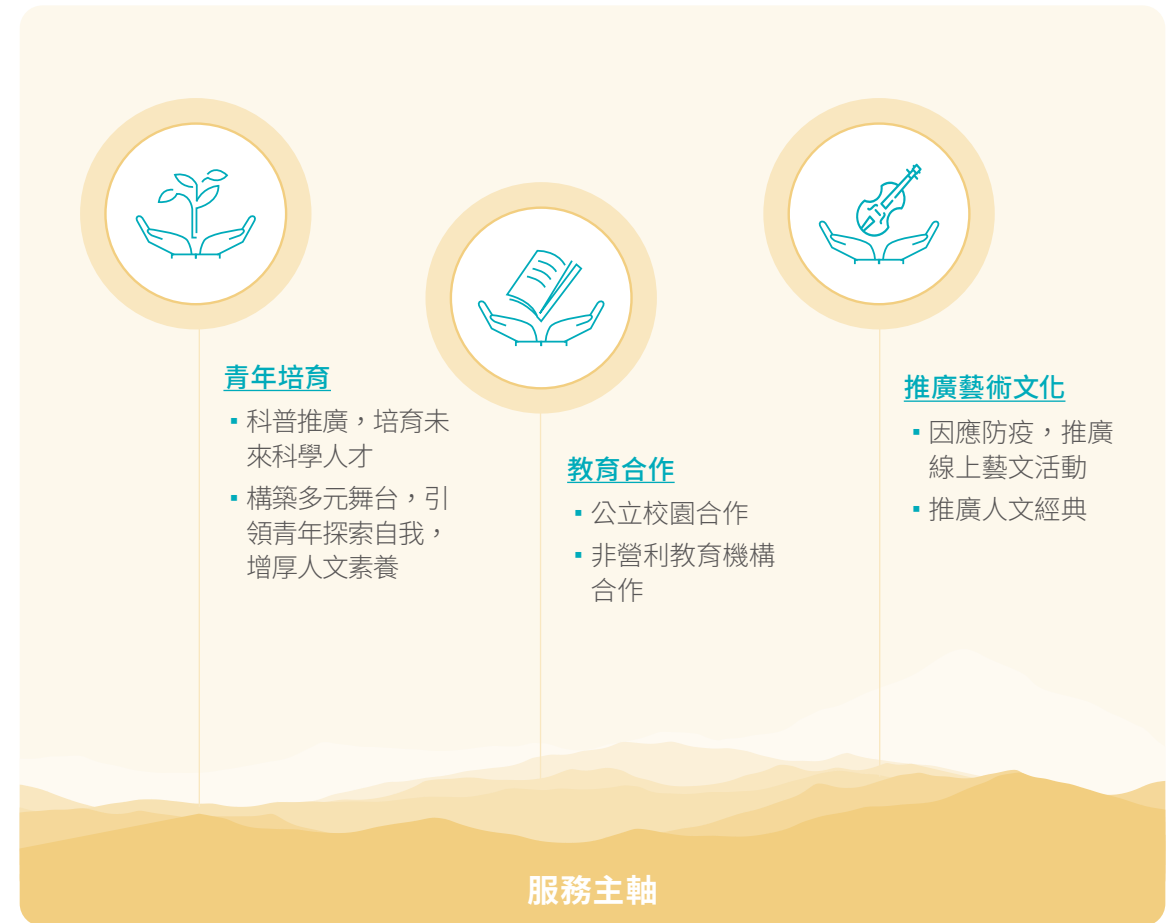 青年培育
▪ 科普推廣，培育未
來科學人才
▪ 構築多元舞台，引
領青年探索自我，
增厚人文素養
教育合作
▪ 公立校園合作
▪ 非營利教育機構
合作
推廣藝術文化
▪ 因應防疫，推廣
線上藝文活動
▪ 推廣人文經典
服務主軸